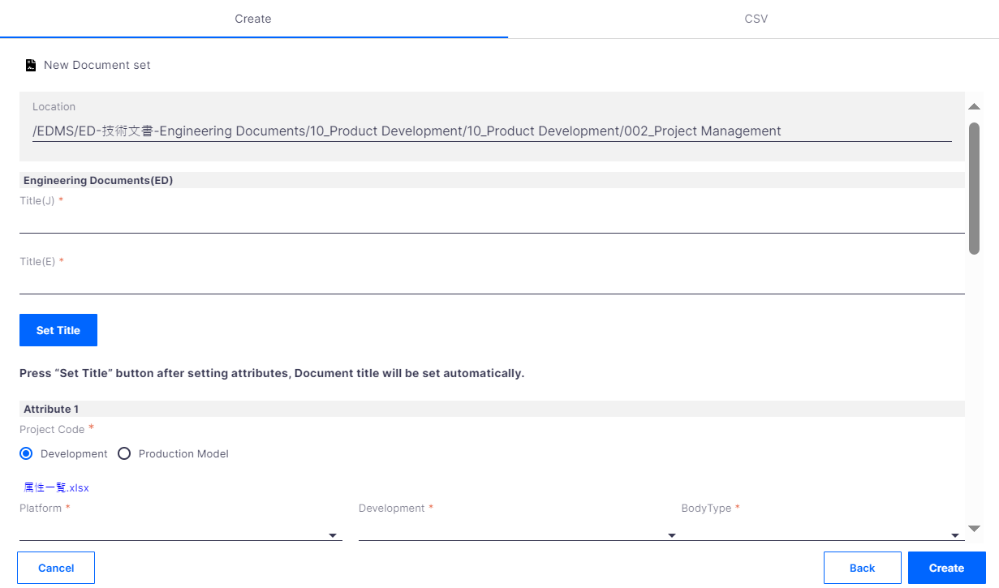 Create CSV
New Document set
Location
/EDMS/ED-技術文書-Engineering Documents/10_Product Development/10_Product Development/002_Project Management
Engineering Documents(ED)
Title(J) *
Title(E) *
Set Title
Press “Set Title” button after setting attributes, Document title will be set automatically.
Attribute 1
Project Code *
Development Production Model
属性一覧.xlsx
Platform * Development * BodyType *
Cancel Back Create